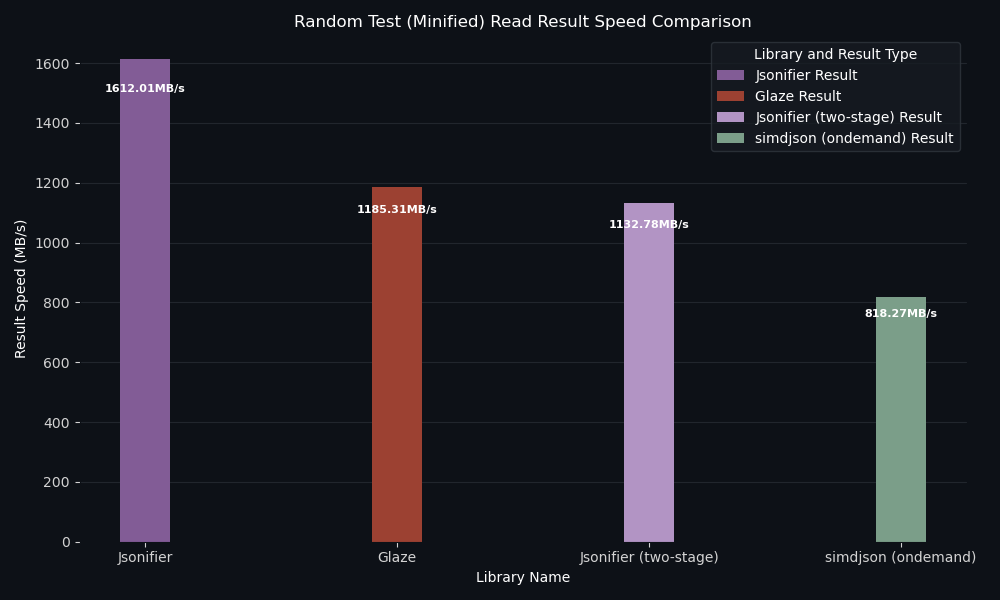 Random Test (Minified) Read Result Speed Comparison
Library and Result Type
Jsonifier Result
Glaze Result
Jsonifier (two-stage) Result
simdjson (ondemand) Result
Result Speed (MB/s)
1600
1400
1200
1000
800
600
400
200
0
1612.01MB/s
1185.31MB/s
1132.78MB/s
818.27MB/s
Jsonifier
Glaze
Jsonifier (two-stage)
simdjson (ondemand)
Library Name